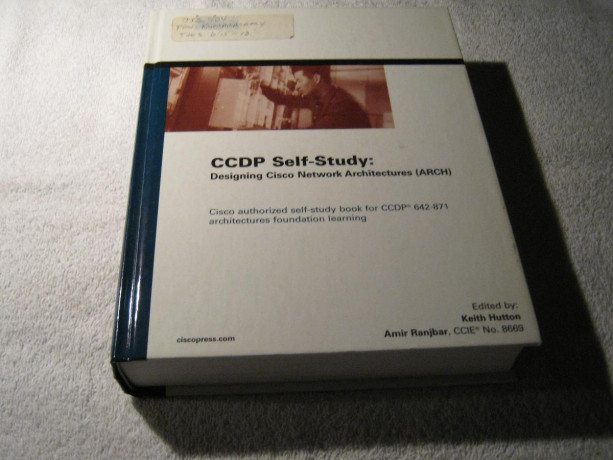 CCDP Self-Study:
Designing Cisco Network Architectures (ARCH)
Cisco authorized self-study book for CCDP® 642-871
architectures foundation learning
Edited by:
Keith Hutton
Amir Ranjbar, CCIE® No. 8669
ciscopress.com